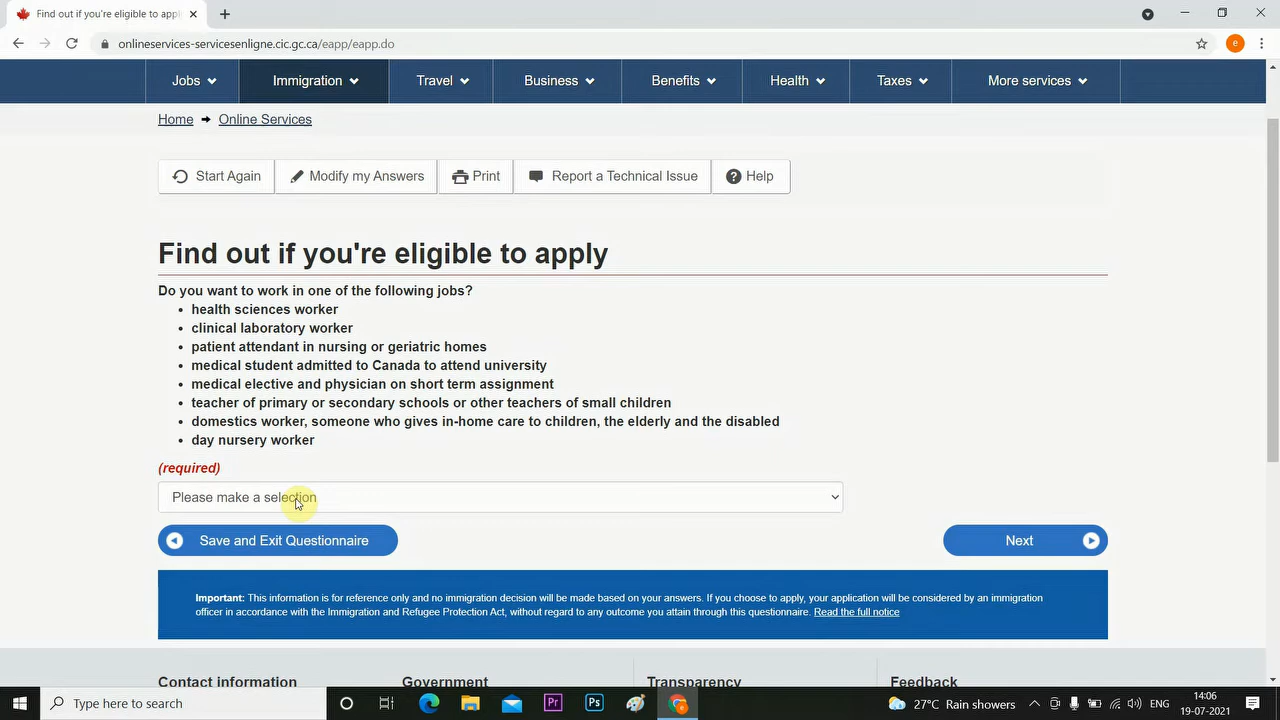 Find out if you're eligible to appl
onlineservices-servicesenligne.cic.gc.ca/eapp/eapp.do
e
Jobs Immigration Travel Business Benefits Health Taxes More services
Home Online Services
Start Again Modify my Answers Print Report a Technical Issue Help
Find out if you're eligible to apply
Do you want to work in one of the following jobs?
• health sciences worker
• clinical laboratory worker
• patient attendant in nursing or geriatric homes
• medical student admitted to Canada to attend university
• medical elective and physician on short term assignment
• teacher of primary or secondary schools or other teachers of small children
• domestics worker, someone who gives in-home care to children, the elderly and the disabled
• day nursery worker
(required)
Please make a selection
Save and Exit Questionnaire Next
Important: This information is for reference only and no immigration decision will be made based on your answers. If you choose to apply, your application will be considered by an immigration
officer in accordance with the Immigration and Refugee Protection Act, without regard to any outcome you attain through this questionnaire. Read the full notice
Contact information Government Transparency Feedback
Type here to search Pr Ps e 27°C Rain showers ENG 14:06
19-07-2021